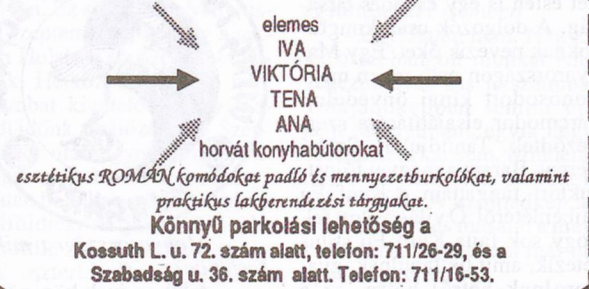 elemes
IVA
VIKTÓRIA
TENA
ANA
horvát konyhabútorokat
esztétikus ROMÁN komódokat padló és mennyezetburkolókat, valamint
praktikus lakberendezési tárgyakat.
Könnyű parkolási lehetőség a
Kossuth L. u. 72. szám alatt, telefon: 711/26-29, és a
Szabadság u. 36. szám alatt. Telefon: 711/16-53.